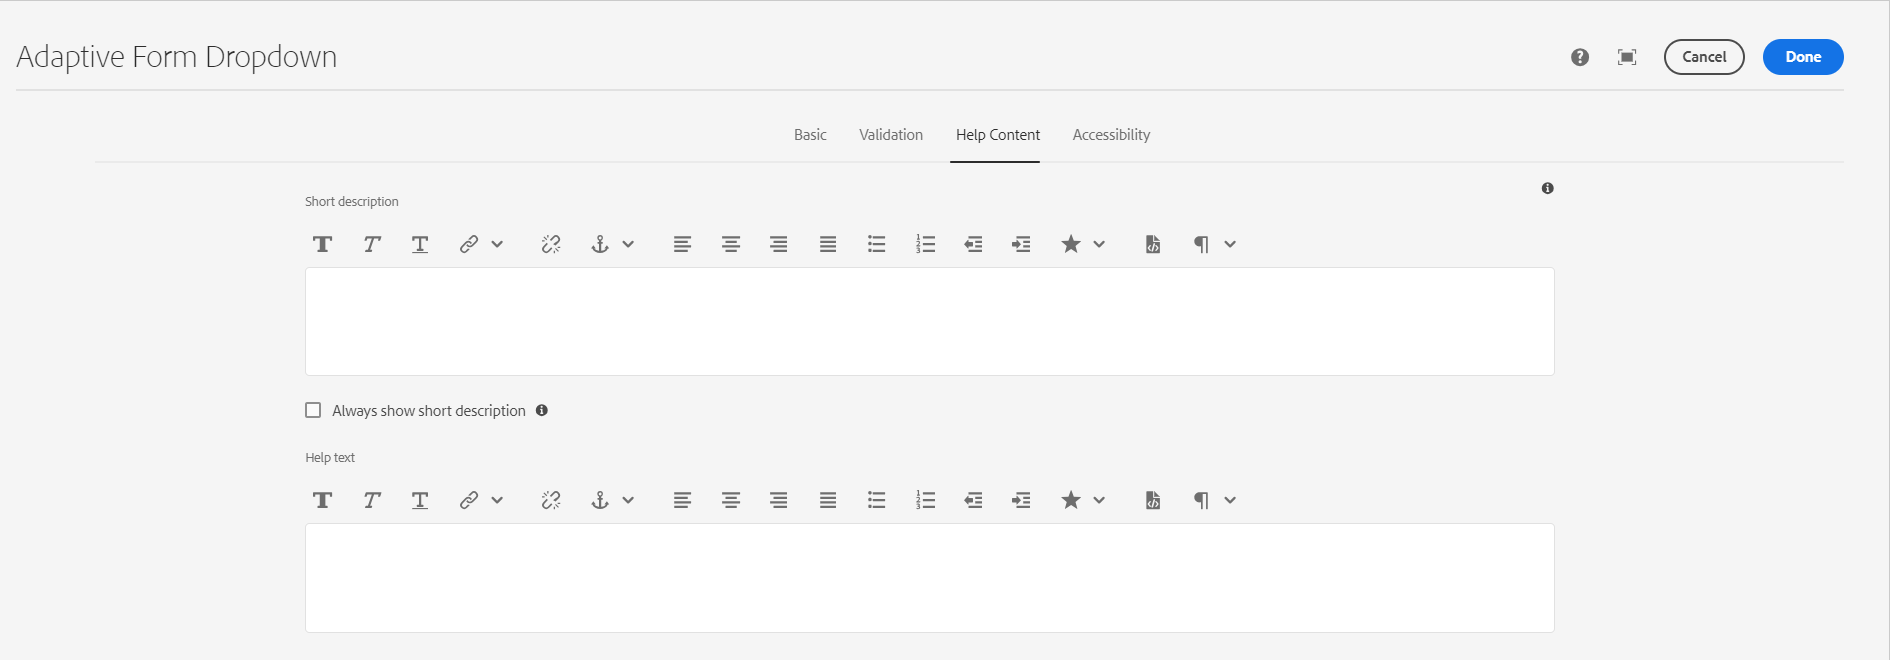 Adaptive Form Dropdown
Cancel
Done
Basic
Validation
Help Content
Accessibility
Short description
Always show short description
Help text